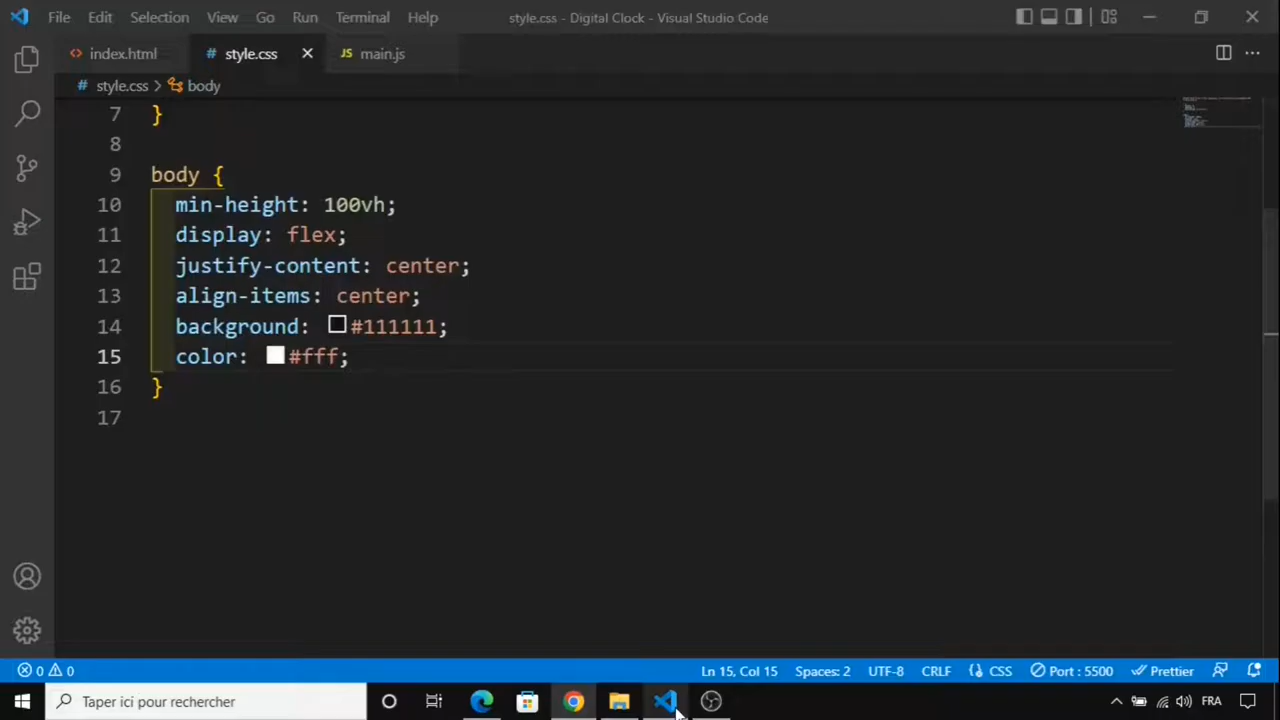 File Edit Selection View Go Run Terminal Help style.css - Digital Clock - Visual Studio Code
index.html # style.css JS main.js
# style.css > body
7 }
8
9 body {
10 min-height: 100vh;
11 display: flex;
12 justify-content: center;
13 align-items: center;
14 background: #111111;
15 color: #fff;
16 }
17
0 0 Ln 15, Col 15 Spaces: 2 UTF-8 CRLF CSS Port : 5500 Prettier
Taper ici pour rechercher FRA